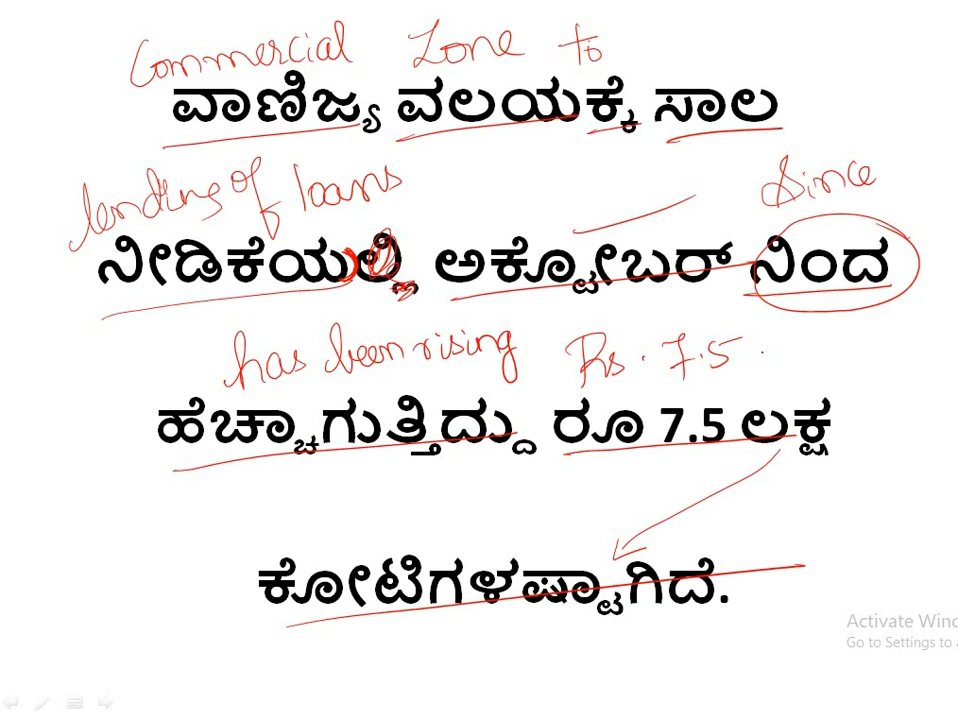 Commercial Zone to
ವಾಣಿಜ್ಯ ವಲಯಕ್ಕೆ ಸಾಲ
lending of loans Since
ನೀಡಿಕೆಯಲ್ಲಿ ಅಕ್ಟೋಬರ್ ನಿಂದ
has been rising Rs. 7.5
ಹೆಚ್ಚಾಗುತ್ತಿದ್ದು ರೂ 7.5 ಲಕ್ಷ
ಕೋಟಿಗಳಷ್ಟಾಗಿದೆ.
Activate Wind
Go to Settings to a